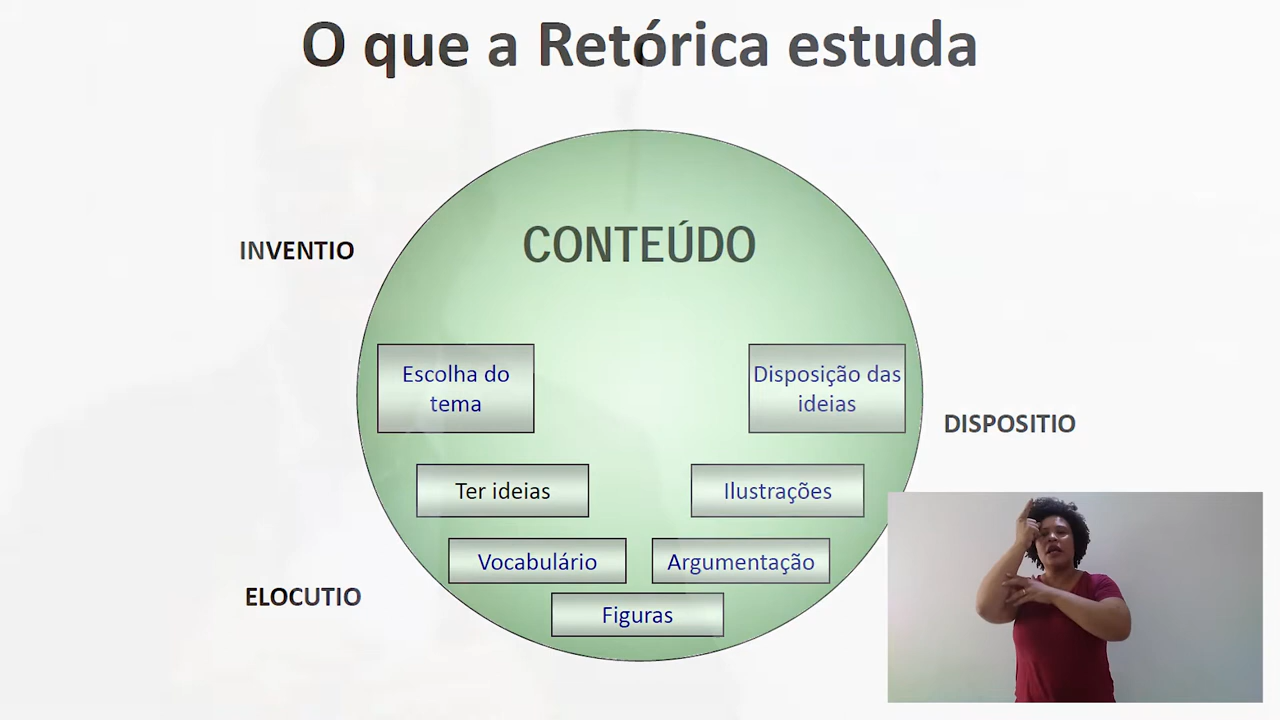 O que a Retórica estuda
CONTEÚDO
INVENTIO
Escolha do
tema
Disposição das
ideias
DISPOSITIO
Ter ideias
Ilustrações
Vocabulário
Argumentação
ELOCUTIO
Figuras